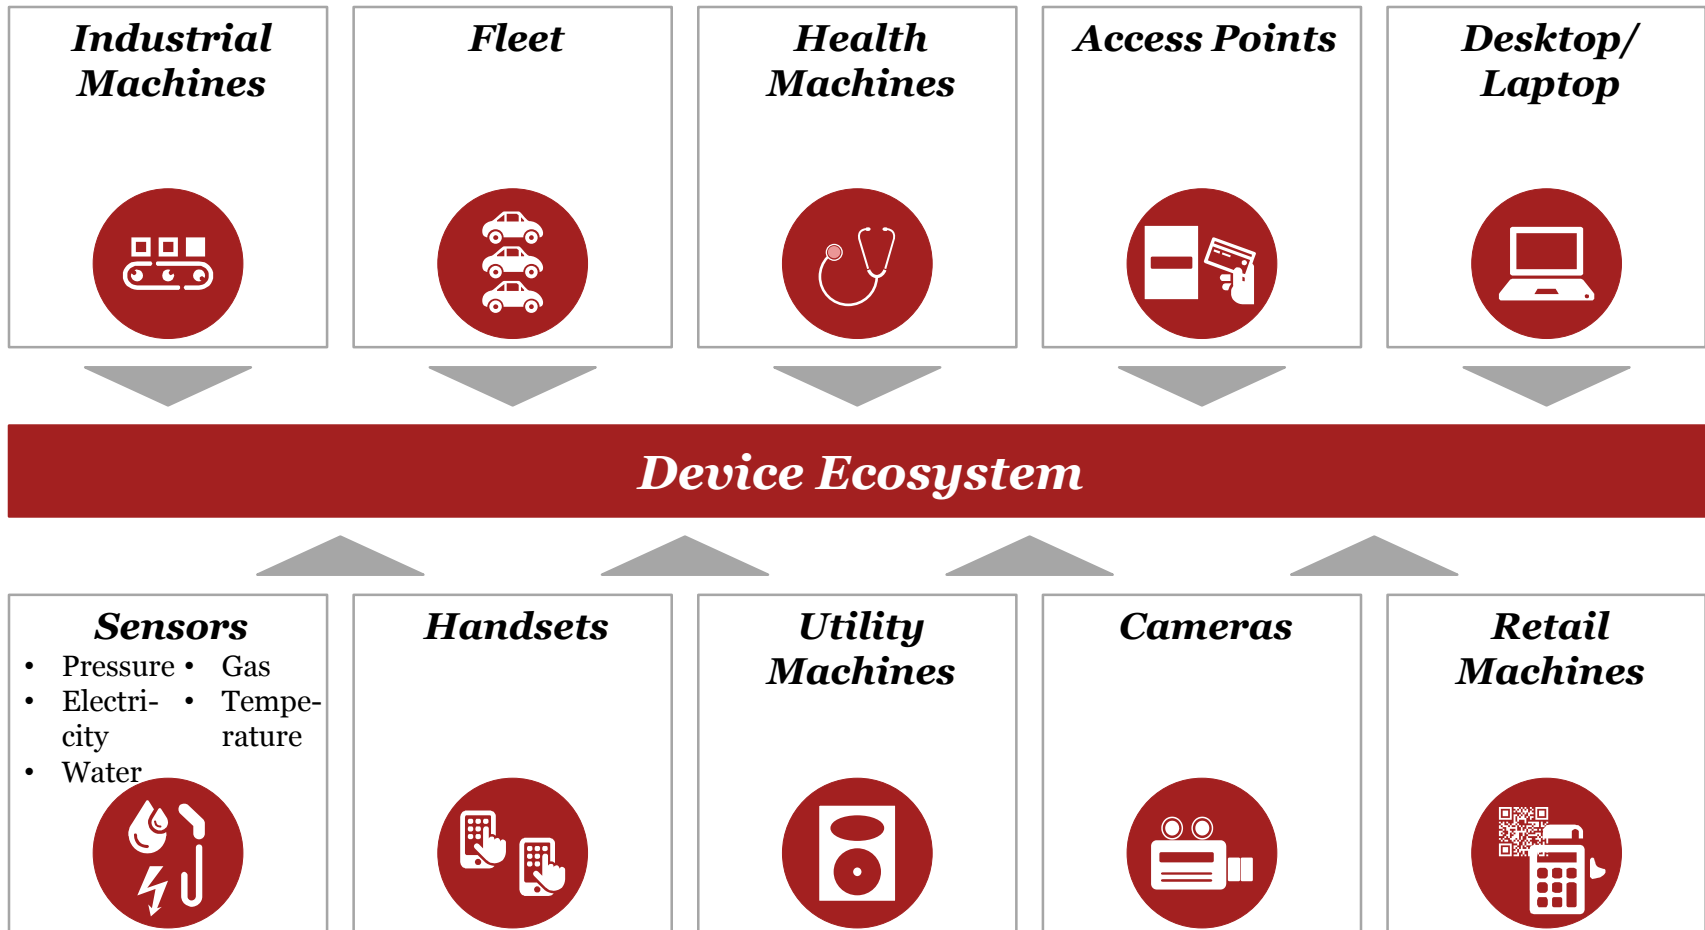 Industrial
Machines
Fleet
Health
Machines
Access Points
Desktop/
Laptop
Device Ecosystem
Sensors
• Pressure
• Electri-
city
• Water
• Gas
• Tempe-
rature
Handsets
Utility
Machines
Cameras
Retail
Machines